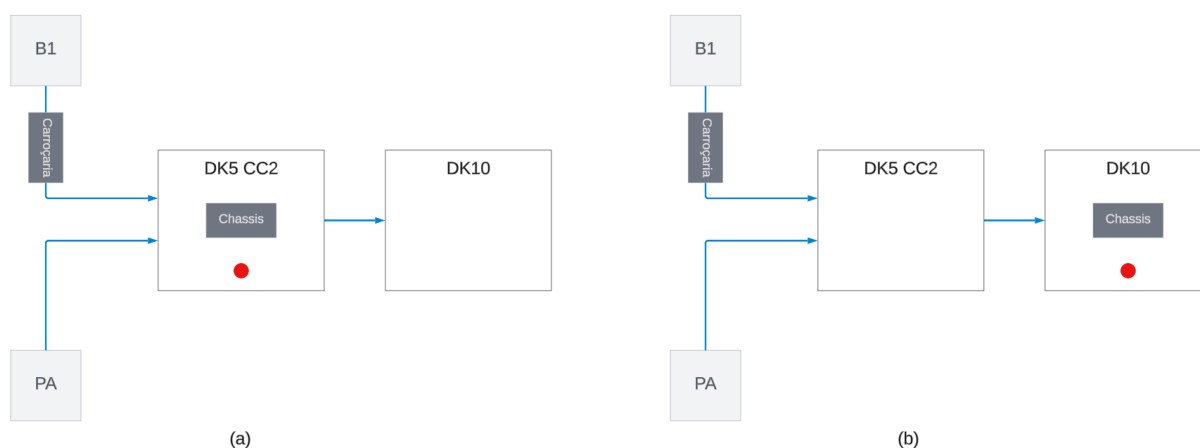 B1
Carroçaria
DK5 CC2
Chassis
DK10
PA
(a)
B1
Carroçaria
DK5 CC2
DK10
Chassis
PA
(b)